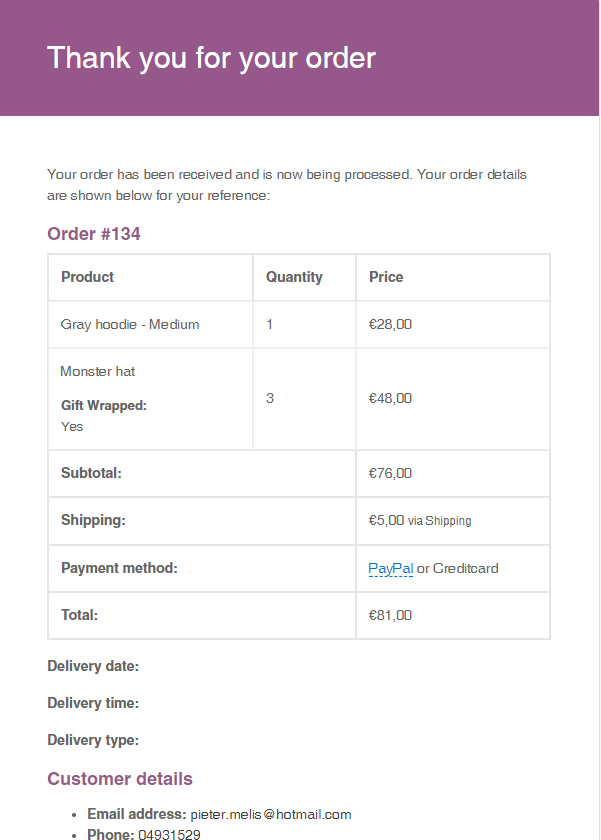 Thank you for your order
Your order has been received and is now being processed. Your order details
are shown below for your reference:
Order #134
Product Quantity Price
Gray hoodie - Medium 1 €28,00
Monster hat
Gift Wrapped:
Yes
3 €48,00
Subtotal: €76,00
Shipping: €5,00 via Shipping
Payment method: PayPal or Creditcard
Total: €81,00
Delivery date:
Delivery time:
Delivery type:
Customer details
• Email address: pieter.melis@hotmail.com
• Phone: 04931529